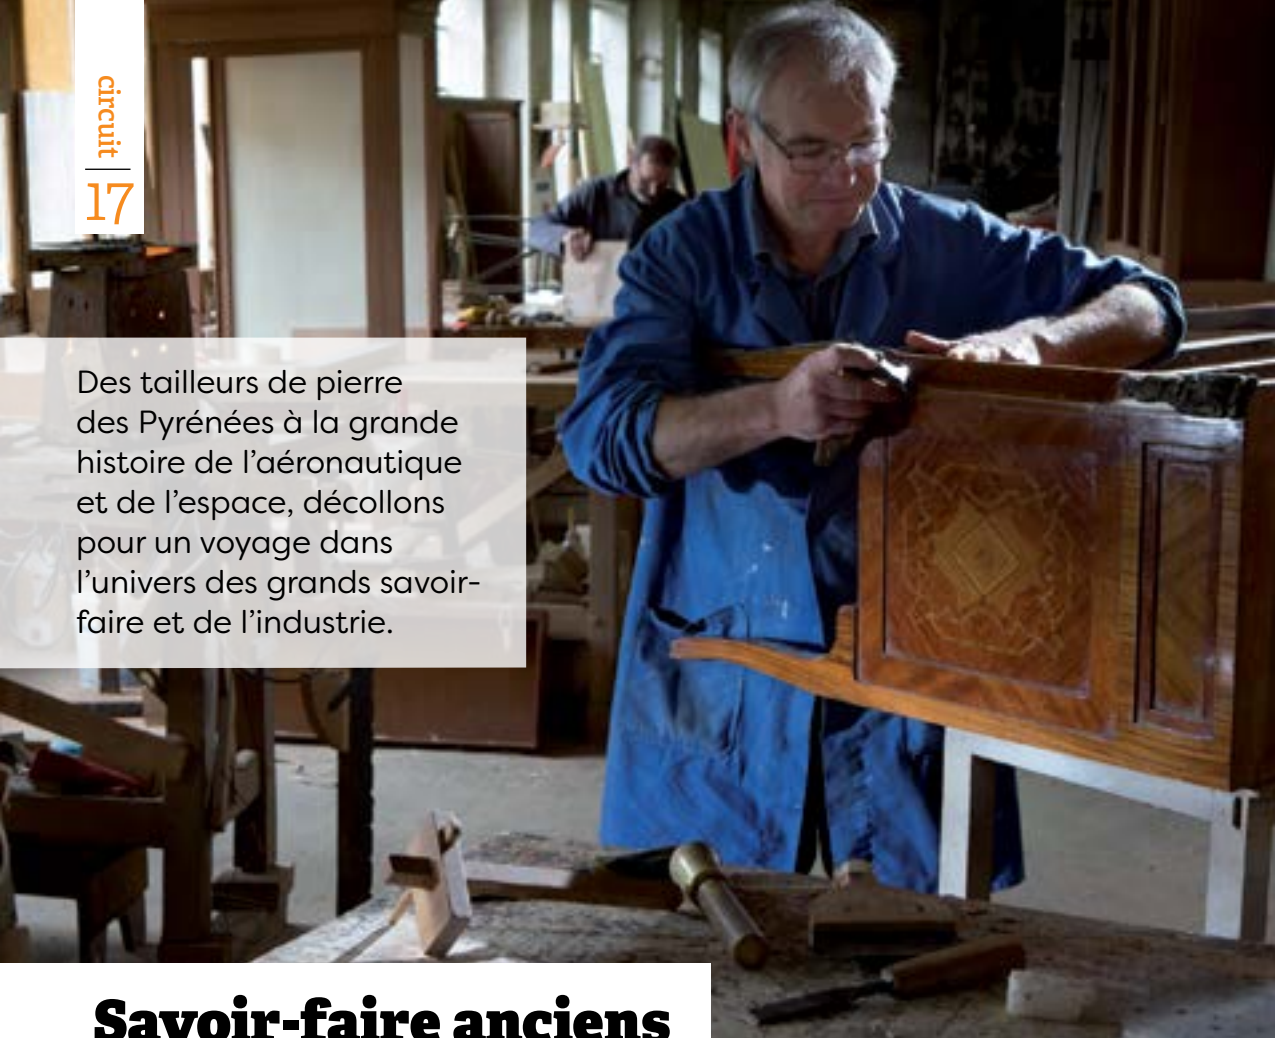 circuit
17
Des tailleurs de pierre
des Pyrénées à la grande
histoire de l’aéronautique
et de l’espace, décollons
pour un voyage dans
l’univers des grands savoir-
faire et de l’industrie.
Savoir-faire anciens